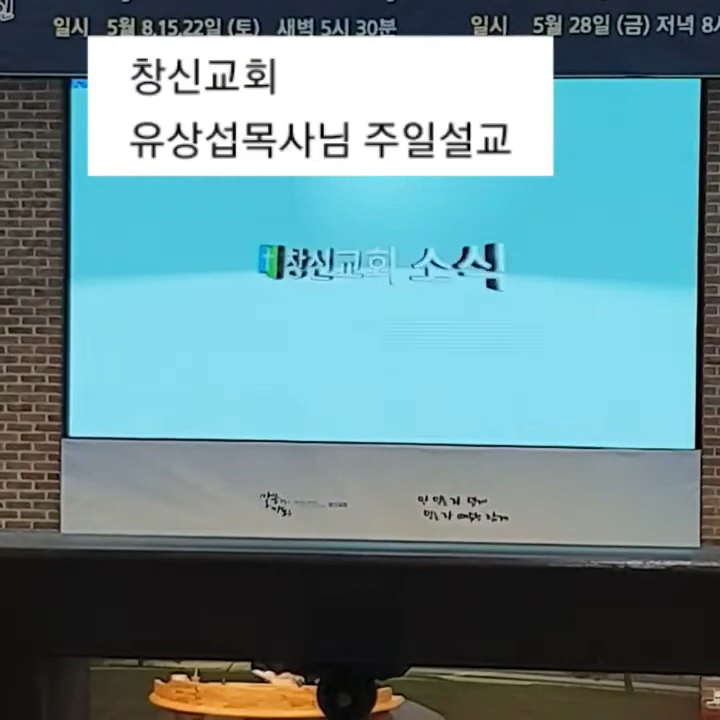 일시 5월 8,15,22일 (토) 새벽 5시 30분
일시 5월 28일 (금) 저녁 8
창신교회
유상섭목사님 주일설교
창신교회 소식